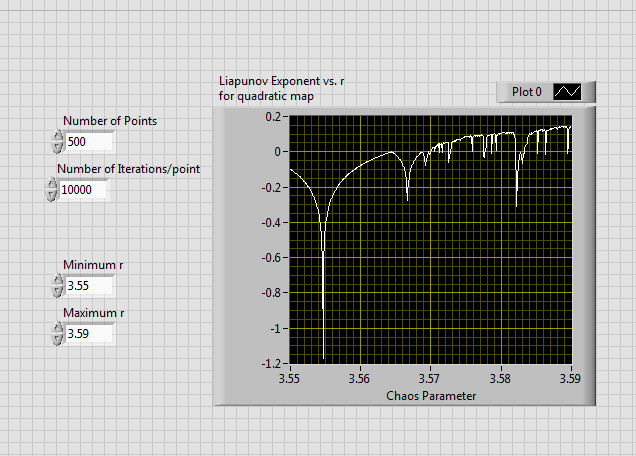 Liapunov Exponent vs. r
for quadratic map
Plot 0
Number of Points
500
Number of Iterations/point
10000
Minimum r
3.55
Maximum r
3.59
0.2
0
-0.2
-0.4
-0.6
-0.8
-1
-1.2
3.55 3.56 3.57 3.58 3.59
Chaos Parameter